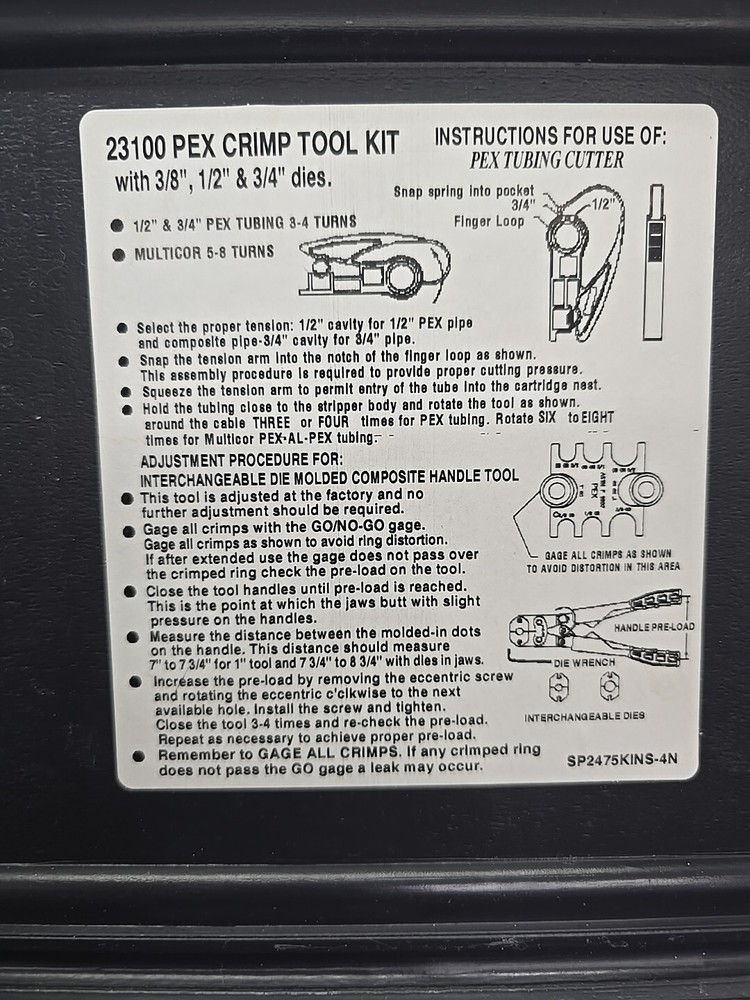 23100 PEX CRIMP TOOL KIT
with 3/8", 1/2" & 3/4" dies.
INSTRUCTIONS FOR USE OF:
PEX TUBING CUTTER
Snap spring into pocket
3/4"
1/2"
Finger Loop
● 1/2" & 3/4" PEX TUBING 3-4 TURNS
● MULTICOR 5-8 TURNS
● Select the proper tension: 1/2" cavity for 1/2" PEX pipe
and composite pipe-3/4" cavity for 3/4" pipe.
● Snap the tension arm into the notch of the finger loop as shown.
This assembly procedure is required to provide proper cutting pressure.
● Squeeze the tension arm to permit entry of the tube into the cartridge nest.
● Hold the tubing close to the stripper body and rotate the tool as shown.
around the cable THREE or FOUR times for PEX tubing. Rotate SIX to EIGHT
times for Multicor PEX-AL-PEX tubing.
ADJUSTMENT PROCEDURE FOR:
INTERCHANGEABLE DIE MOLDED COMPOSITE HANDLE TOOL
● This tool is adjusted at the factory and no
further adjustment should be required.
● Gage all crimps with the GO/NO-GO gage.
Gage all crimps as shown to avoid ring distortion.
If after extended use the gage does not pass over
the crimped ring check the pre-load on the tool.
● Close the tool handles until pre-load is reached.
This is the point at which the jaws butt with slight
pressure on the handles.
● Measure the distance between the molded-in dots
on the handle. This distance should measure
7" to 7 3/4" for 1" tool and 7 3/4" to 8 3/4" with dies in jaws.
● Increase the pre-load by removing the eccentric screw
and rotating the eccentric c'clkwise to the next
available hole. Install the screw and tighten.
Close the tool 3-4 times and re-check the pre-load.
Repeat as necessary to achieve proper pre-load.
● Remember to GAGE ALL CRIMPS. If any crimped ring
does not pass the GO gage a leak may occur.
PEX
GAGE ALL CRIMPS AS SHOWN
TO AVOID DISTORTION IN THIS AREA
HANDLE PRE-LOAD
DIE WRENCH
INTERCHANGEABLE DIES
SP2475KINS-4N